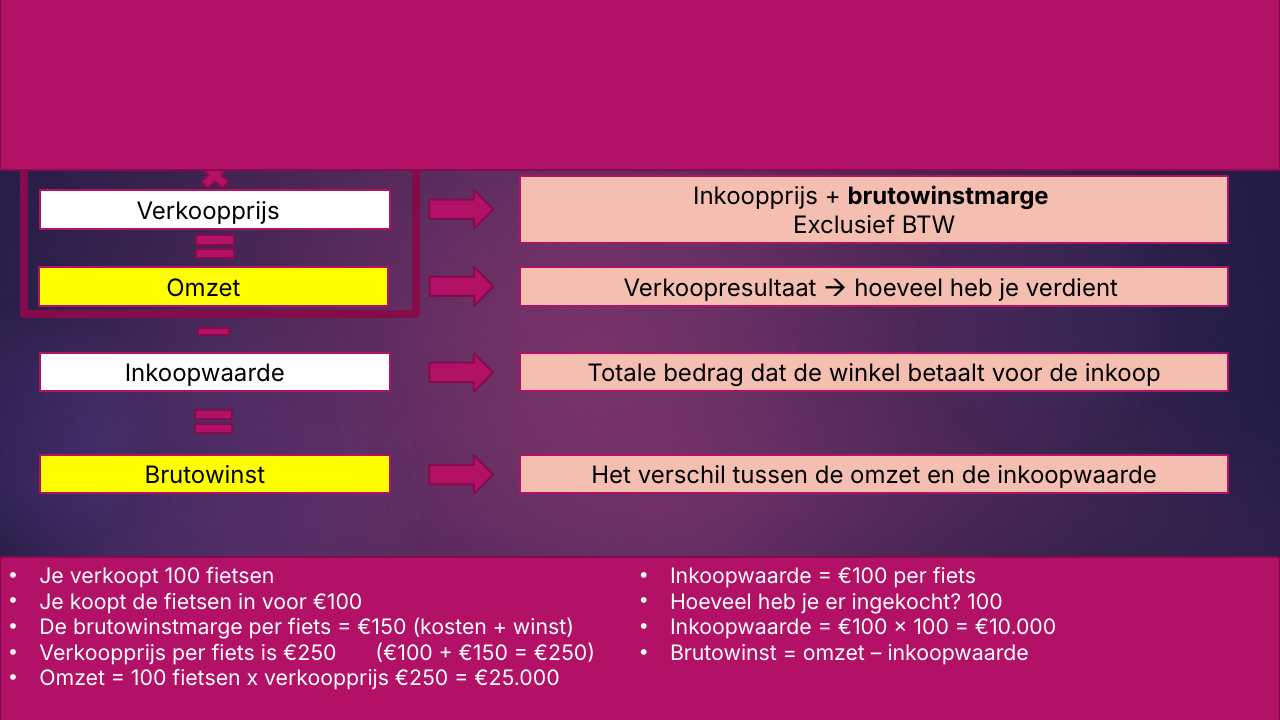 Verkoopprijs
Inkoopprijs + brutowinstmarge
Exclusief BTW
Omzet
Verkoopresultaat → hoeveel heb je verdient
Inkoopwaarde
Totale bedrag dat de winkel betaalt voor de inkoop
Brutowinst
Het verschil tussen de omzet en de inkoopwaarde
• Je verkoopt 100 fietsen
• Je koopt de fietsen in voor €100
• De brutowinstmarge per fiets = €150 (kosten + winst)
• Verkoopprijs per fiets is €250 (€100 + €150 = €250)
• Omzet = 100 fietsen x verkoopprijs €250 = €25.000
• Inkoopwaarde = €100 per fiets
• Hoeveel heb je er ingekocht? 100
• Inkoopwaarde = €100 × 100 = €10.000
• Brutowinst = omzet – inkoopwaarde